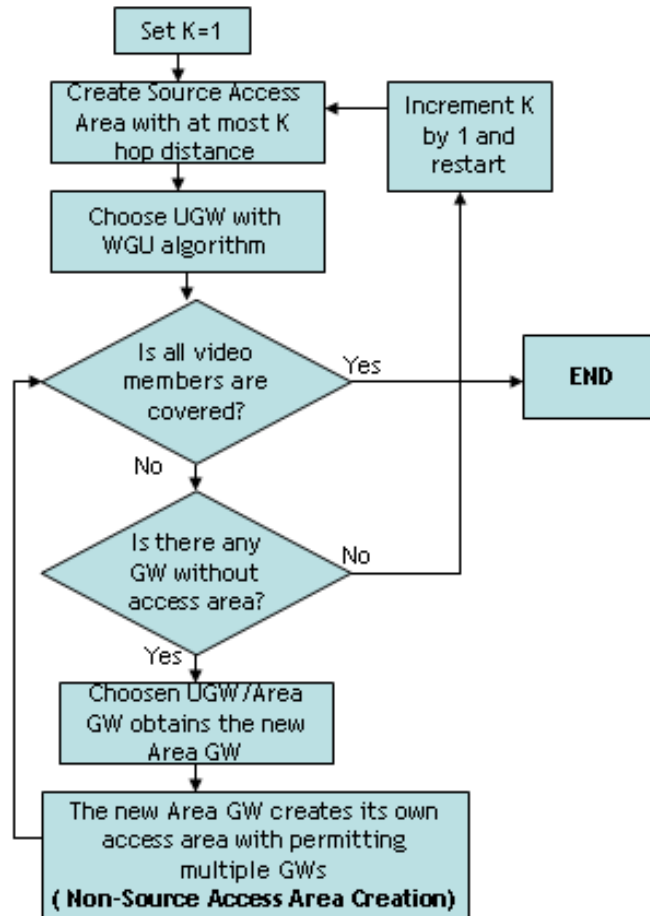 Set K=1
Create Source Access
Area with at most K
hop distance
Increment K
by 1 and
restart
Choose UGW with
WGU algorithm
Is all video
members are
covered?
Yes
END
No
Is there any
GW without
access area?
No
Yes
Choosen UGW/Area
GW obtains the new
Area GW
The new Area GW creates its own
access area with permitting
multiple GWs
( Non-Source Access Area Creation)